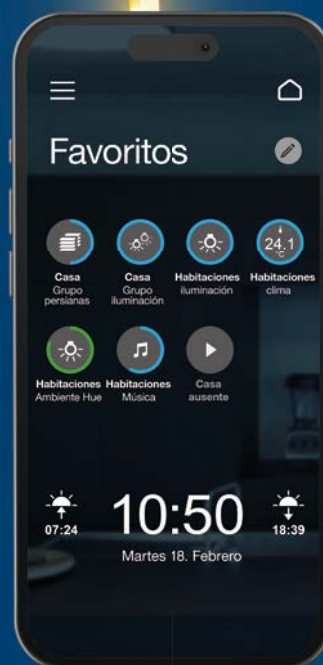 Favoritos
Casa
Grupo
persianas
Casa
Grupo
iluminación
Habitaciones
iluminación
24.1
°C
Habitaciones
clima
Habitaciones
Ambiente Hue
Habitaciones
Música
Casa
ausente
07:24
10:50
18:39
Martes 18. Febrero